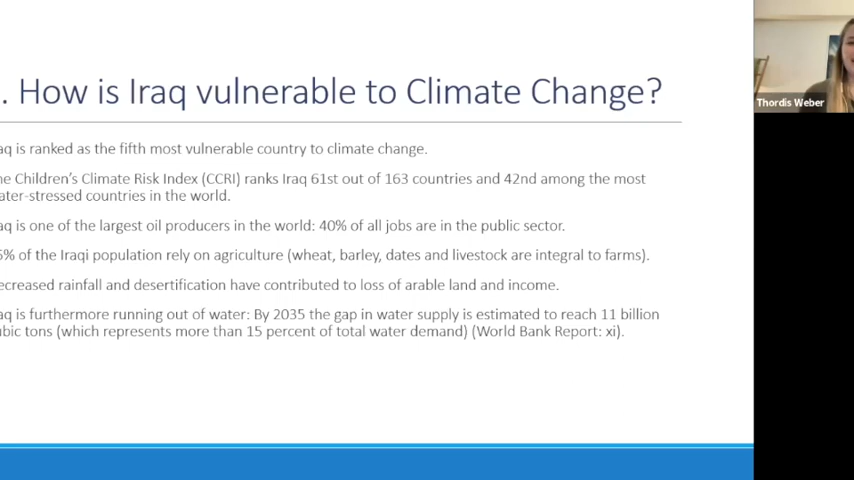 . How is Iraq vulnerable to Climate Change?
Thordis Weber
aq is ranked as the fifth most vulnerable country to climate change.
he Children's Climate Risk Index (CCRI) ranks Iraq 61st out of 163 countries and 42nd among the most
ater-stressed countries in the world.
aq is one of the largest oil producers in the world: 40% of all jobs are in the public sector.
% of the Iraqi population rely on agriculture (wheat, barley, dates and livestock are integral to farms).
ecreased rainfall and desertification have contributed to loss of arable land and income.
aq is furthermore running out of water: By 2035 the gap in water supply is estimated to reach 11 billion
ubic tons (which represents more than 15 percent of total water demand) (World Bank Report: xi).